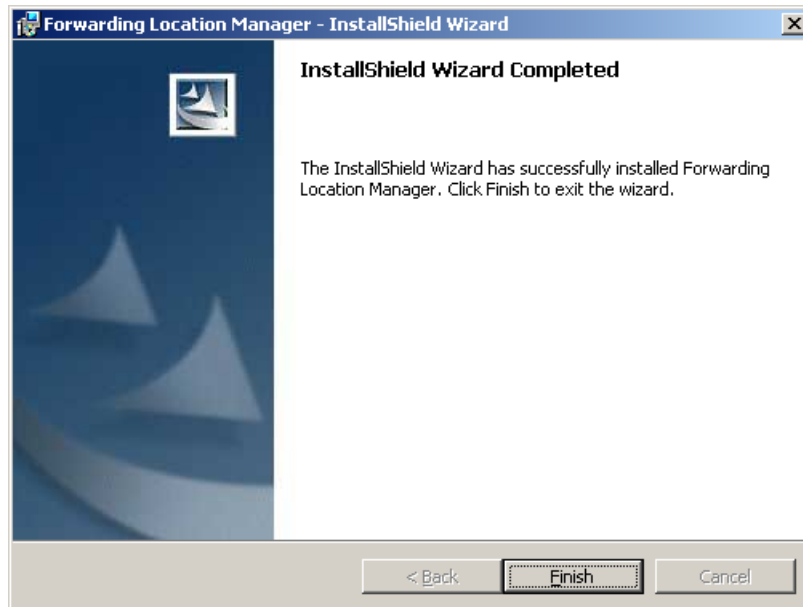 Forwarding Location Manager - InstallShield Wizard
InstallShield Wizard Completed
The InstallShield Wizard has successfully installed Forwarding
Location Manager. Click Finish to exit the wizard.
< Back
Finish
Cancel